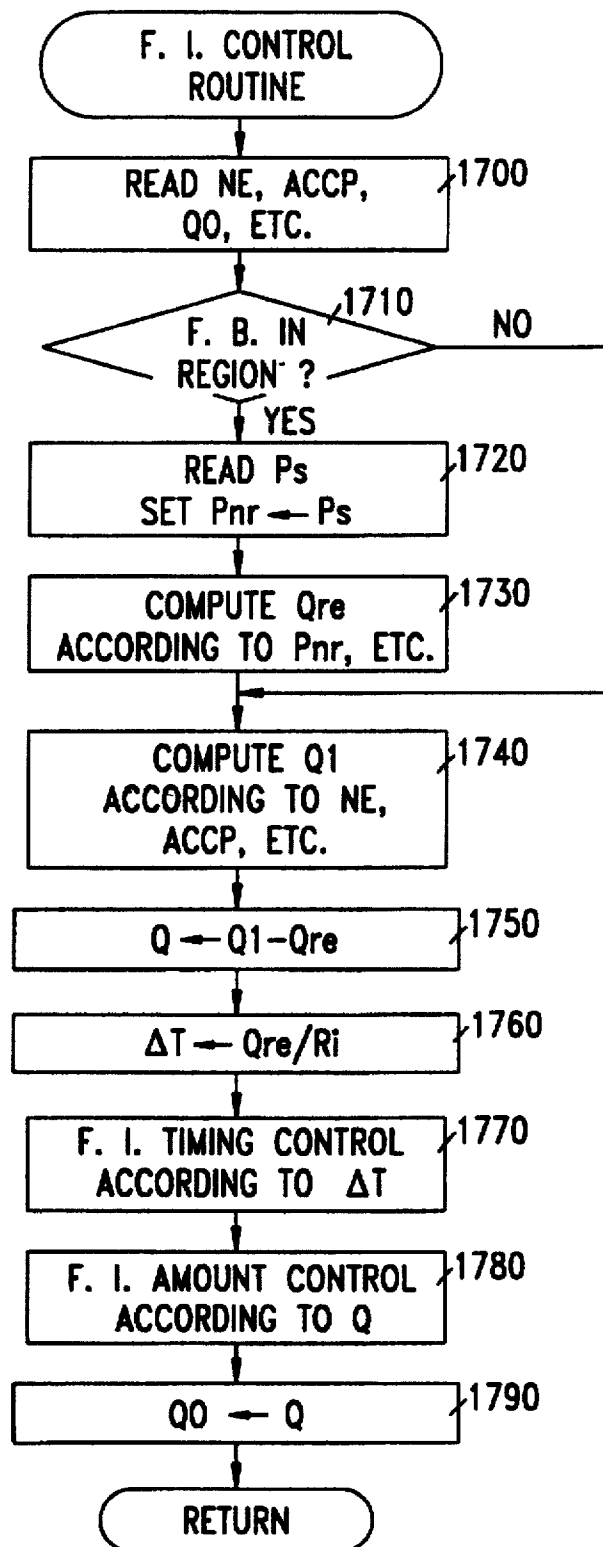 F. I. CONTROL
ROUTINE
1700
READ NE, ACCP,
Q0, ETC.
1710
F. B. IN
REGION ?
NO
YES
1720
READ Ps
SET Pnr ← Ps
1730
COMPUTE Qre
ACCORDING TO Pnr, ETC.
1740
COMPUTE Q1
ACCORDING TO NE,
ACCP, ETC.
1750
Q ← Q1-Qre
1760
ΔT ← Qre/Ri
1770
F. I. TIMING CONTROL
ACCORDING TO ΔT
1780
F. I. AMOUNT CONTROL
ACCORDING TO Q
1790
Q0 ← Q
RETURN